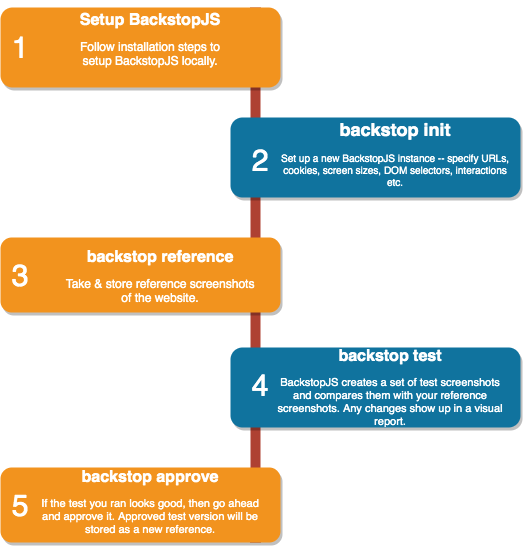 Setup BackstopJS
1
Follow installation steps to
setup BackstopJS locally.
backstop init
2
Set up a new BackstopJS instance -- specify URLs,
cookies, screen sizes, DOM selectors, interactions
etc.
backstop reference
3
Take & store reference screenshots
of the website.
backstop test
4
BackstopJS creates a set of test screenshots
and compares them with your reference
screenshots. Any changes show up in a visual
report.
backstop approve
5
If the test you ran looks good, then go ahead
and approve it. Approved test version will be
stored as a new reference.